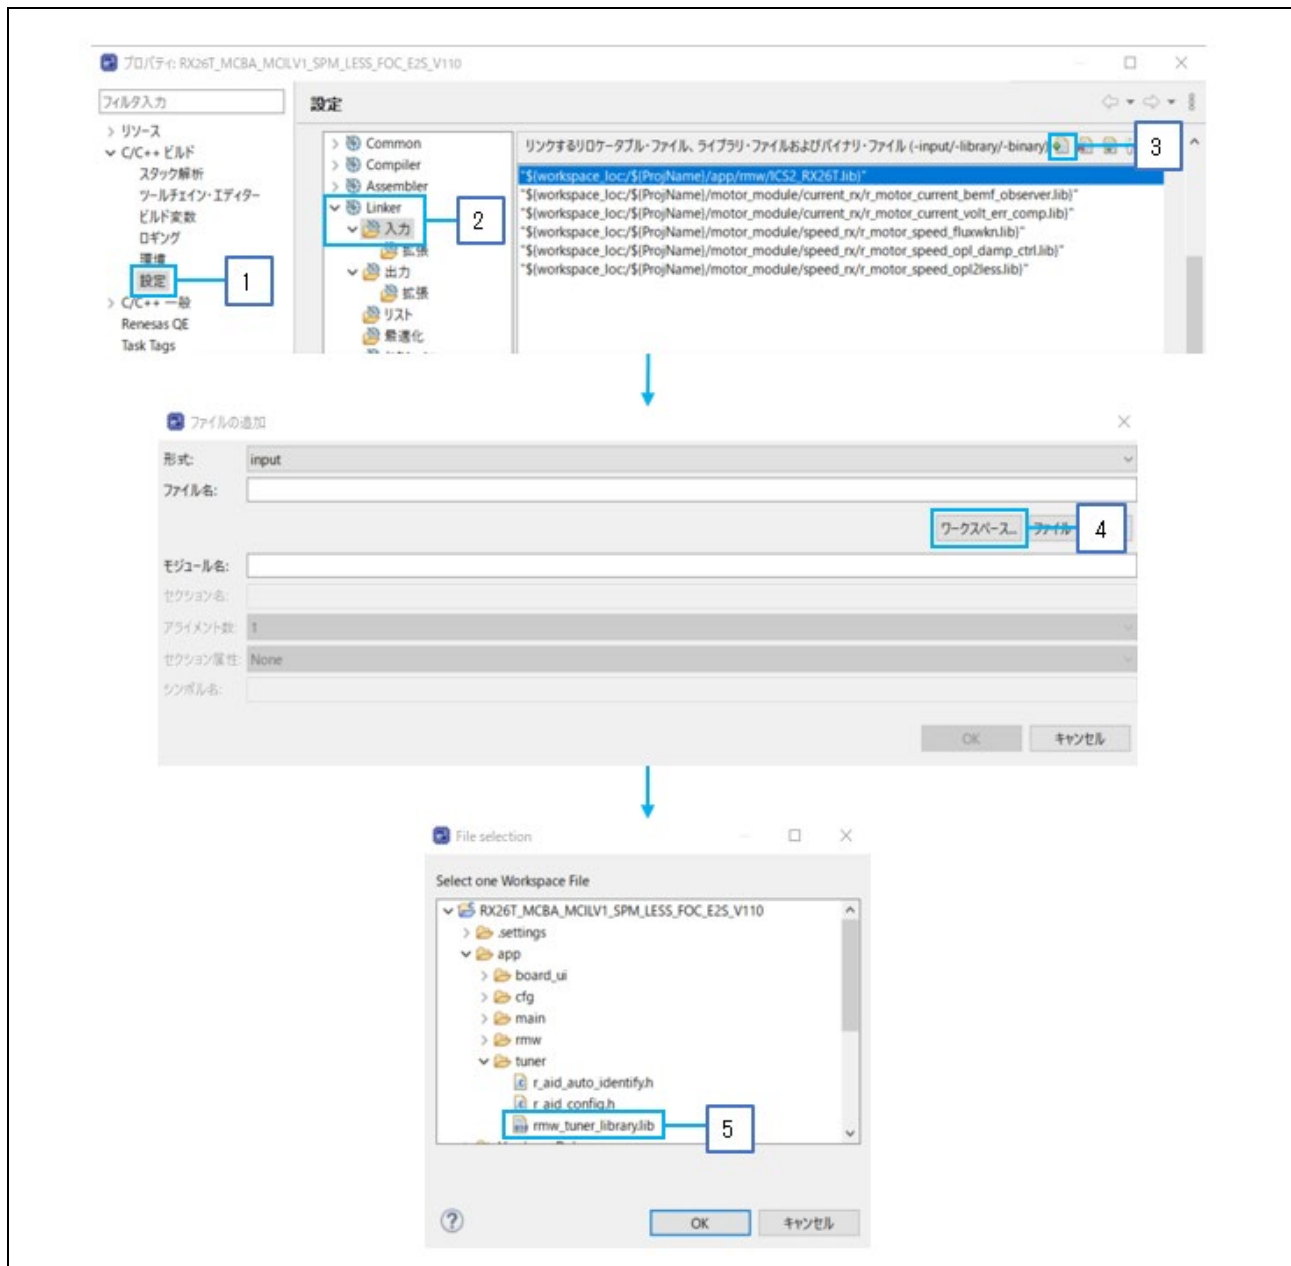 プロパティ: RX26T_MCBA_MCILV1_SPM_LESS_FOC_E2S_V110
フィルタ入力
設定
> リソース
C/C++ ビルド
スタック解析
ツールチェイン・エディター
ビルド変数
ロギング
環境
設定
1
> C/C++ 一般
Renesas QE
Task Tags
> Common
> Compiler
> Assembler
Linker
入力
2
拡張
出力
拡張
リスト
最適化
リンクするリロケータブル・ファイル、ライブラリ・ファイルおよびバイナリ・ファイル (-input/-library/-binary)
3
"${workspace_loc:/${ProjName}/app/rmw/ICS2_RX26T.lib}"
"${workspace_loc:/${ProjName}/motor_module/current_rx/r_motor_current_bemf_observer.lib}"
"${workspace_loc:/${ProjName}/motor_module/current_rx/r_motor_current_volt_err_comp.lib}"
"${workspace_loc:/${ProjName}/motor_module/speed_rx/r_motor_speed_fluxwkn.lib}"
"${workspace_loc:/${ProjName}/motor_module/speed_rx/r_motor_speed_opl_damp_ctrl.lib}"
"${workspace_loc:/${ProjName}/motor_module/speed_rx/r_motor_speed_opl2less.lib}"
ファイルの追加
形式: input
ファイル名:
ワークスペース... ファイル
4
モジュール名:
セクション名:
アライメント数: 1
セクション属性: None
シンボル名:
OK キャンセル
File selection
Select one Workspace File
RX26T_MCBA_MCILV1_SPM_LESS_FOC_E2S_V110
> .settings
app
> board_ui
> cfg
> main
> rmw
tuner
r_aid_auto_identify.h
r_aid_config.h
rmw_tuner_library.lib
5
OK キャンセル